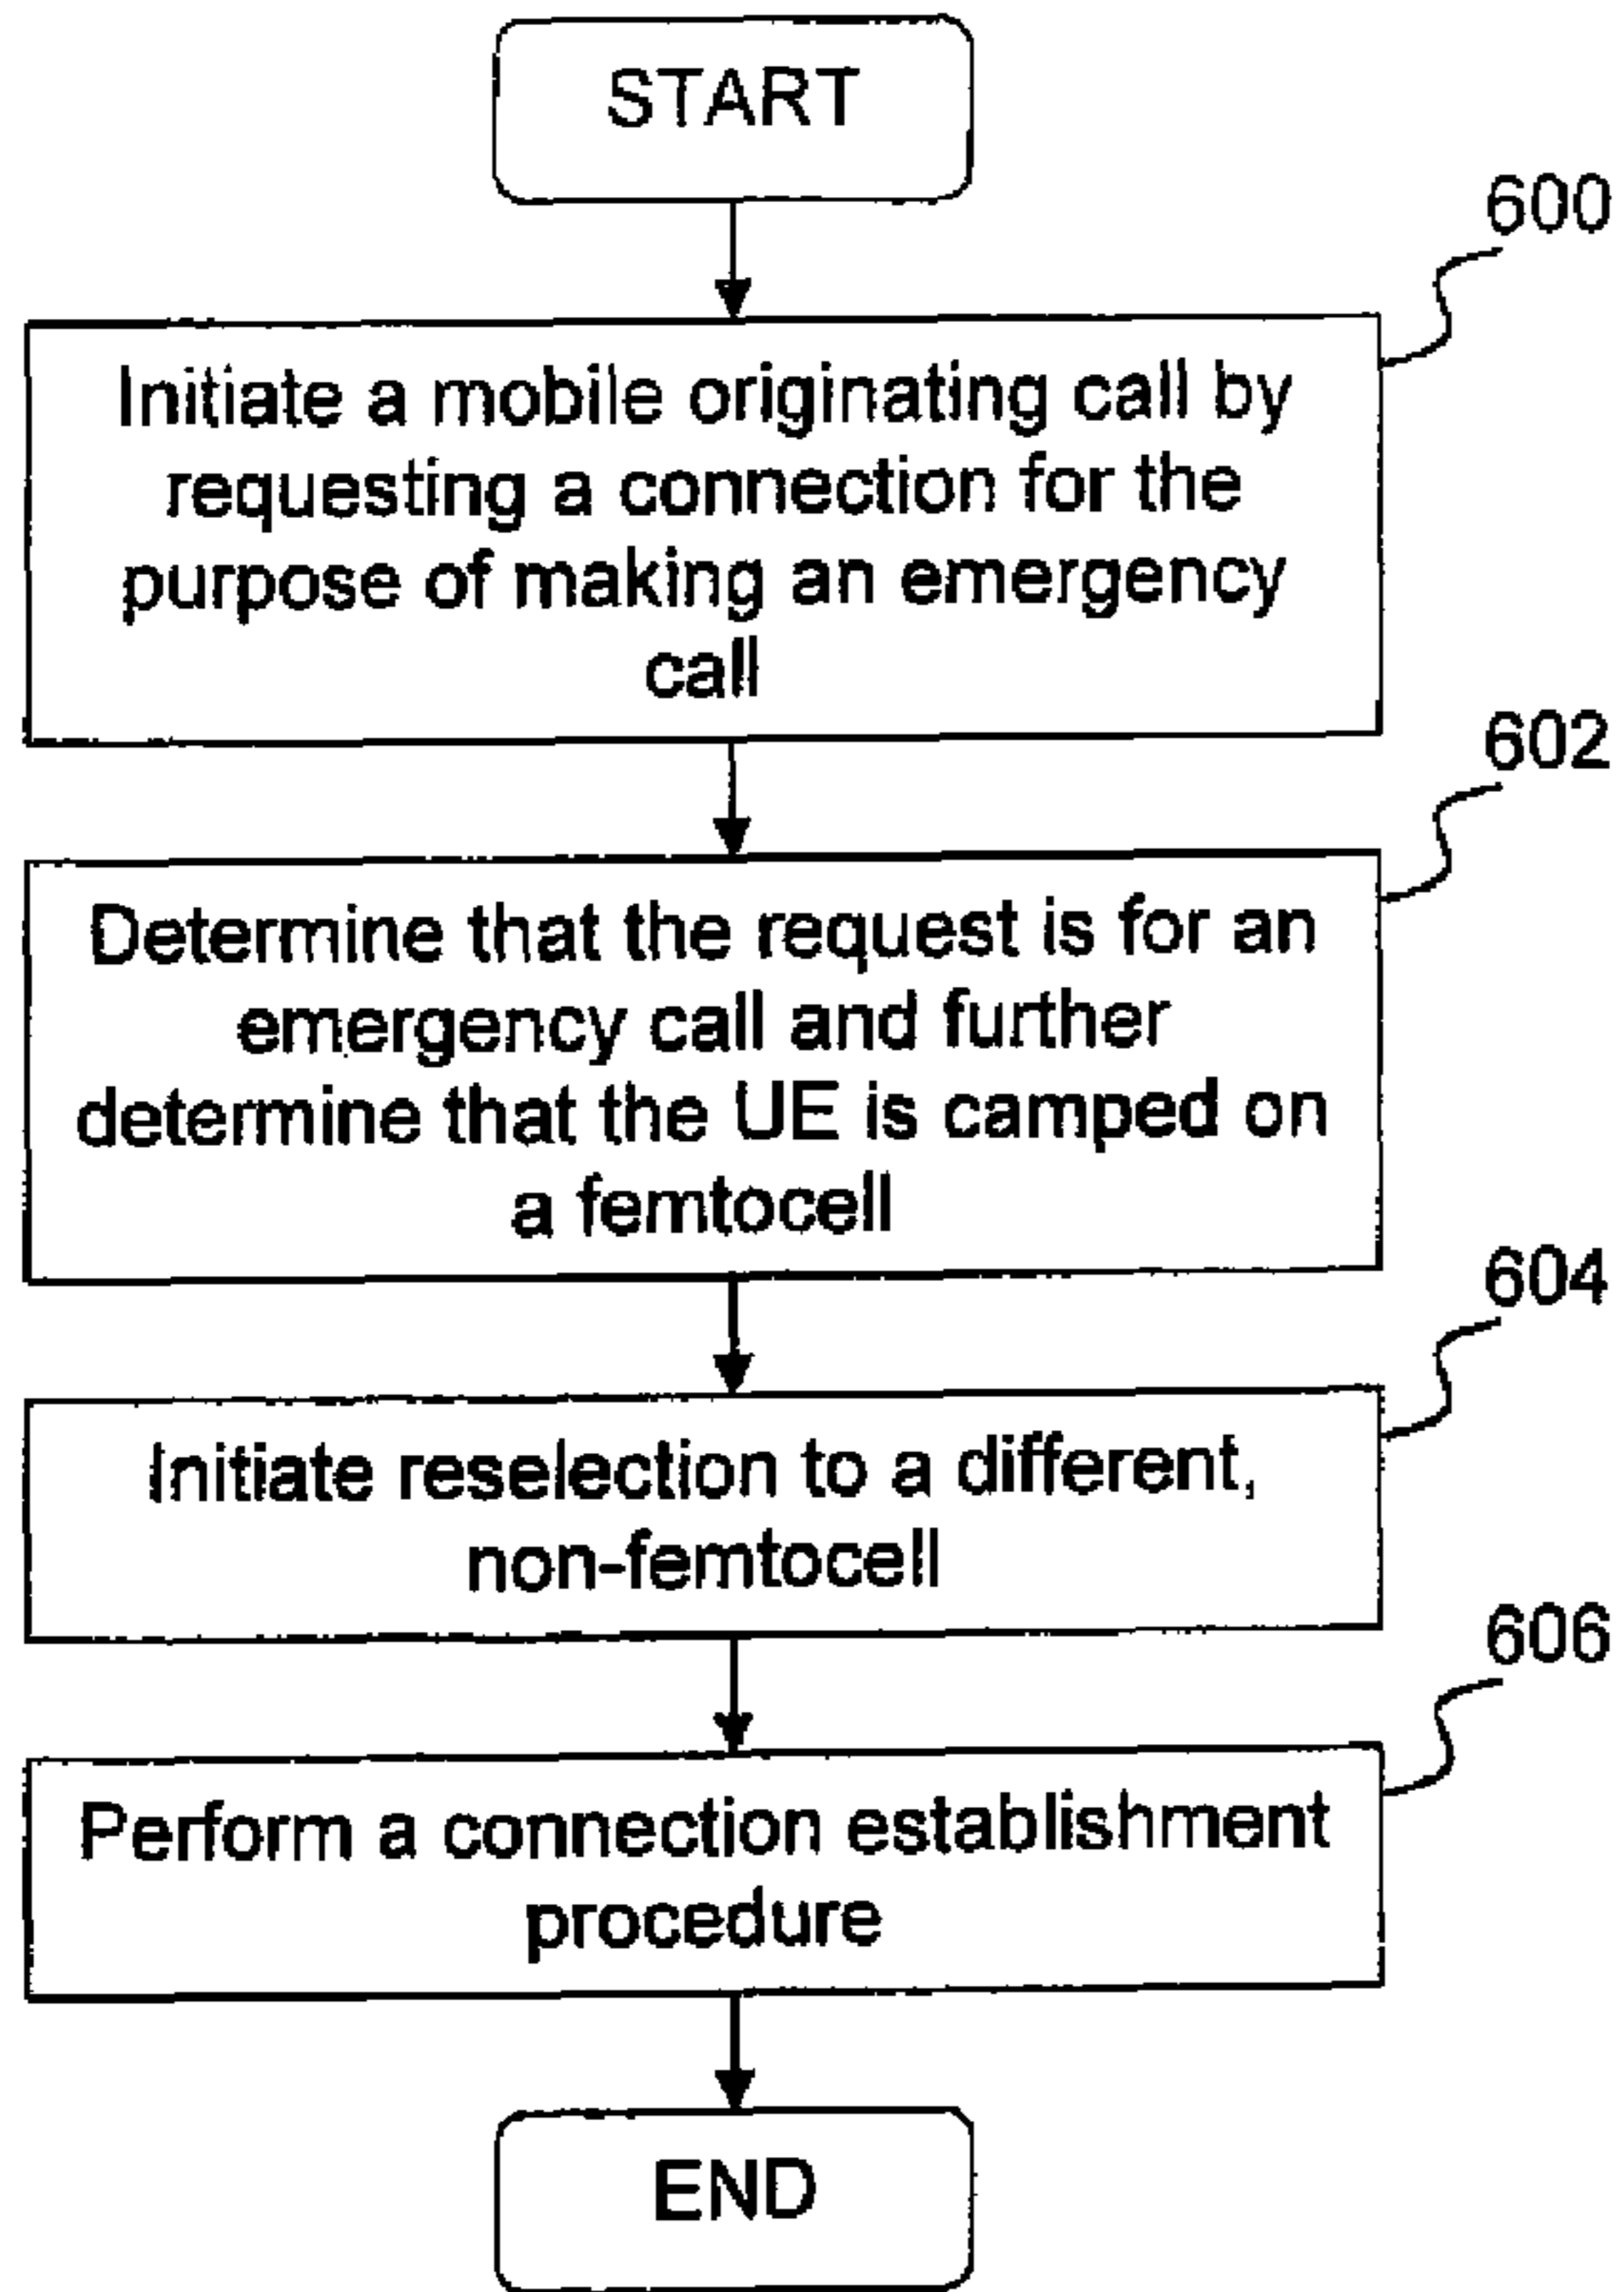 START
600
Initiate a mobile originating call by
requesting a connection for the
purpose of making an emergency
call
602
Determine that the request is for an
emergency call and further
determine that the UE is camped on
a femtocell
604
Initiate reselection to a different,
non-femtocell
606
Perform a connection establishment
procedure
END